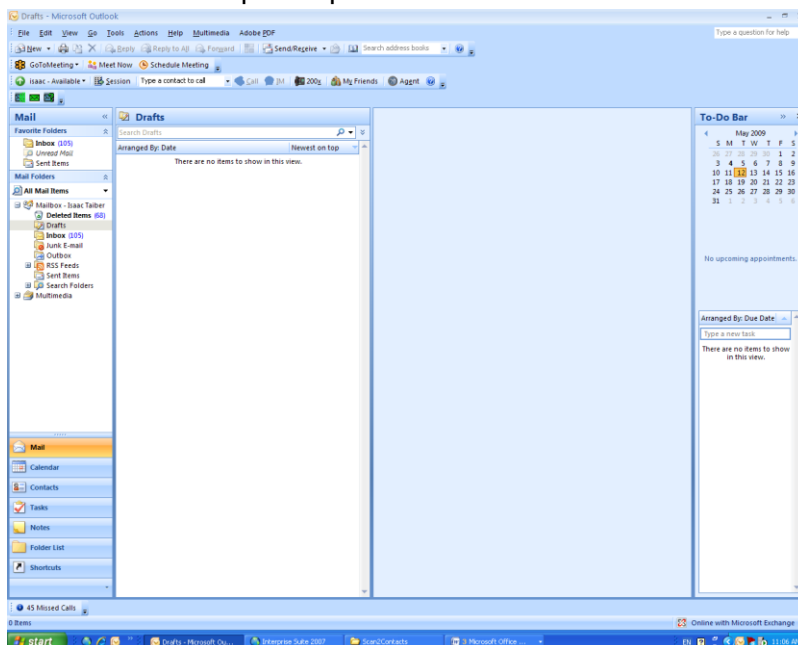 Drafts - Microsoft Outlook
File Edit View Go Tools Actions Help Multimedia Adobe PDF
Type a question for help
New Reply Reply to All Forward Send/Receive Search address books
GoToMeeting Meet Now Schedule Meeting
isaac - Available Session Type a contact to call Call IM My Friends Agent
Mail
Favorite Folders
Inbox (105)
Unread Mail
Sent Items
Mail Folders
All Mail Items
Mailbox - Isaac Taiber
Deleted Items (68)
Drafts
Inbox (105)
Junk E-mail
Outbox
RSS Feeds
Sent Items
Search Folders
Multimedia
Mail
Calendar
Contacts
Tasks
Notes
Folder List
Shortcuts
Drafts
Search Drafts
Arranged By: Date Newest on top
There are no items to show in this view.
To-Do Bar
May 2009
S M T W T F S
26 27 28 29 30 1 2
3 4 5 6 7 8 9
10 11 12 13 14 15 16
17 18 19 20 21 22 23
24 25 26 27 28 29 30
31 1 2 3 4 5 6
No upcoming appointments.
Arranged By: Due Date
Type a new task
There are no items to show
in this view.
45 Missed Calls
0 Items
Online with Microsoft Exchange
start Drafts - Microsoft Ou... Enterprise Suite 2007 Scan2Contacts 3 Microsoft Office ... EN 11:06 AM